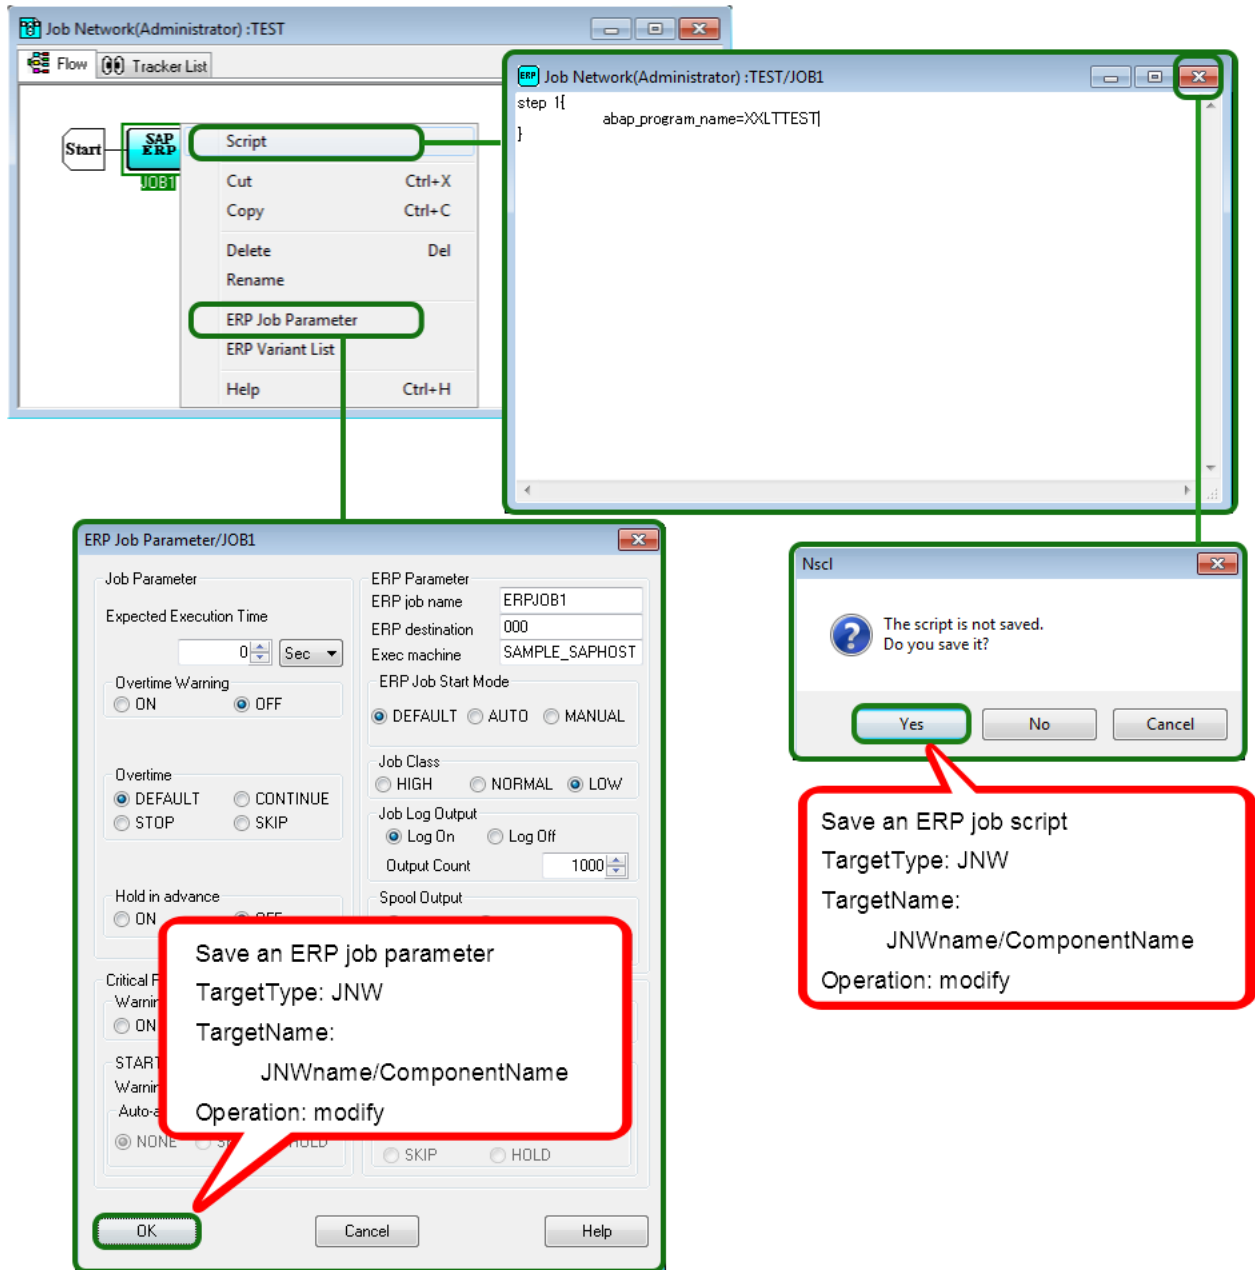 Job Network(Administrator) :TEST
Flow
Tracker List
Start
SAP
ERP
JOB1
Script
Cut Ctrl+X
Copy Ctrl+C
Delete Del
Rename
ERP Job Parameter
ERP Variant List
Help Ctrl+H
ERP
Job Network(Administrator) :TEST/JOB1
step 1{
abap_program_name=XXLTTEST
}
ERP Job Parameter/JOB1
Job Parameter
Expected Execution Time
0 Sec
Overtime Warning
ON OFF
Overtime
DEFAULT CONTINUE
STOP SKIP
Hold in advance
ON OFF
Critical
ON
START
Auto-a
NONE HOLD
ERP Parameter
ERP job name ERPJOB1
ERP destination 000
Exec machine SAMPLE_SAPHOST
ERP Job Start Mode
DEFAULT AUTO MANUAL
Job Class
HIGH NORMAL LOW
Job Log Output
Log On Log Off
Output Count 1000
Spool Output
SKIP HOLD
OK Cancel Help
Save an ERP job parameter
TargetType: JNW
TargetName:
JNWname/ComponentName
Operation: modify
Nscl
The script is not saved.
Do you save it?
Yes No Cancel
Save an ERP job script
TargetType: JNW
TargetName:
JNWname/ComponentName
Operation: modify